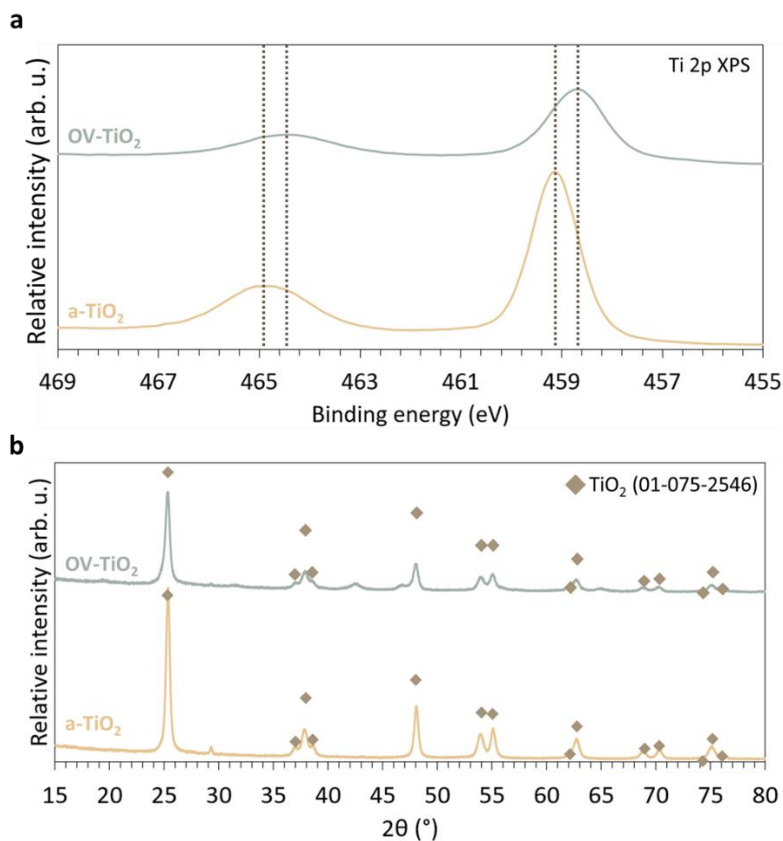 a
Relative intensity (arb. u.)
Ti 2p XPS
OV-TiO₂
a-TiO₂
469 467 465 463 461 459 457 455
Binding energy (eV)
b
Relative intensity (arb. u.)
TiO₂ (01-075-2546)
OV-TiO₂
a-TiO₂
15 20 25 30 35 40 45 50 55 60 65 70 75 80
2θ (°)